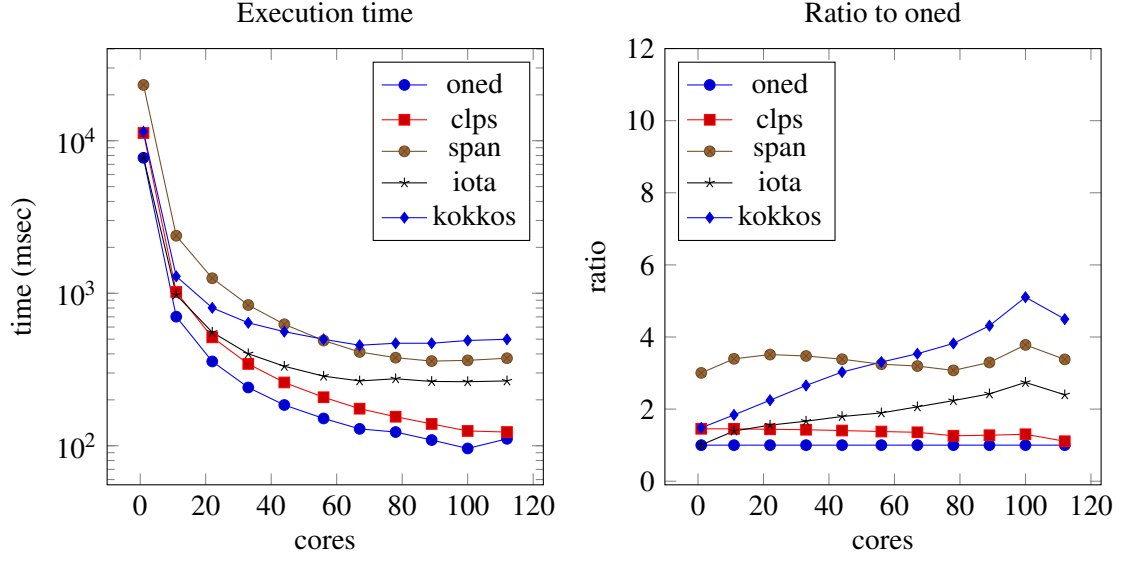 Execution time
10^4
10^3
10^2
time (msec)
0 20 40 60 80 100 120
cores
oned
clps
span
iota
kokkos
Ratio to oned
12
10
8
6
4
2
0
ratio
0 20 40 60 80 100 120
cores
oned
clps
span
iota
kokkos